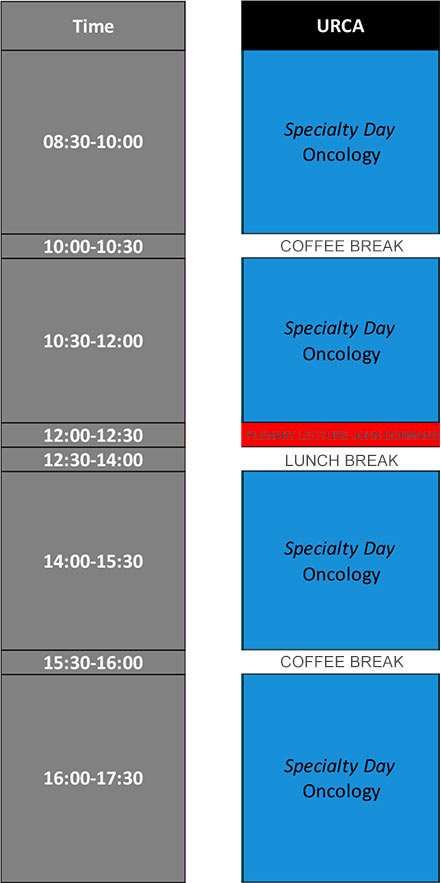 Time
URCA
08:30-10:00
Specialty Day
Oncology
10:00-10:30
COFFEE BREAK
10:30-12:00
Specialty Day
Oncology
12:00-12:30
PLENARY LECTURE JOHN
12:30-14:00
LUNCH BREAK
14:00-15:30
Specialty Day
Oncology
15:30-16:00
COFFEE BREAK
16:00-17:30
Specialty Day
Oncology